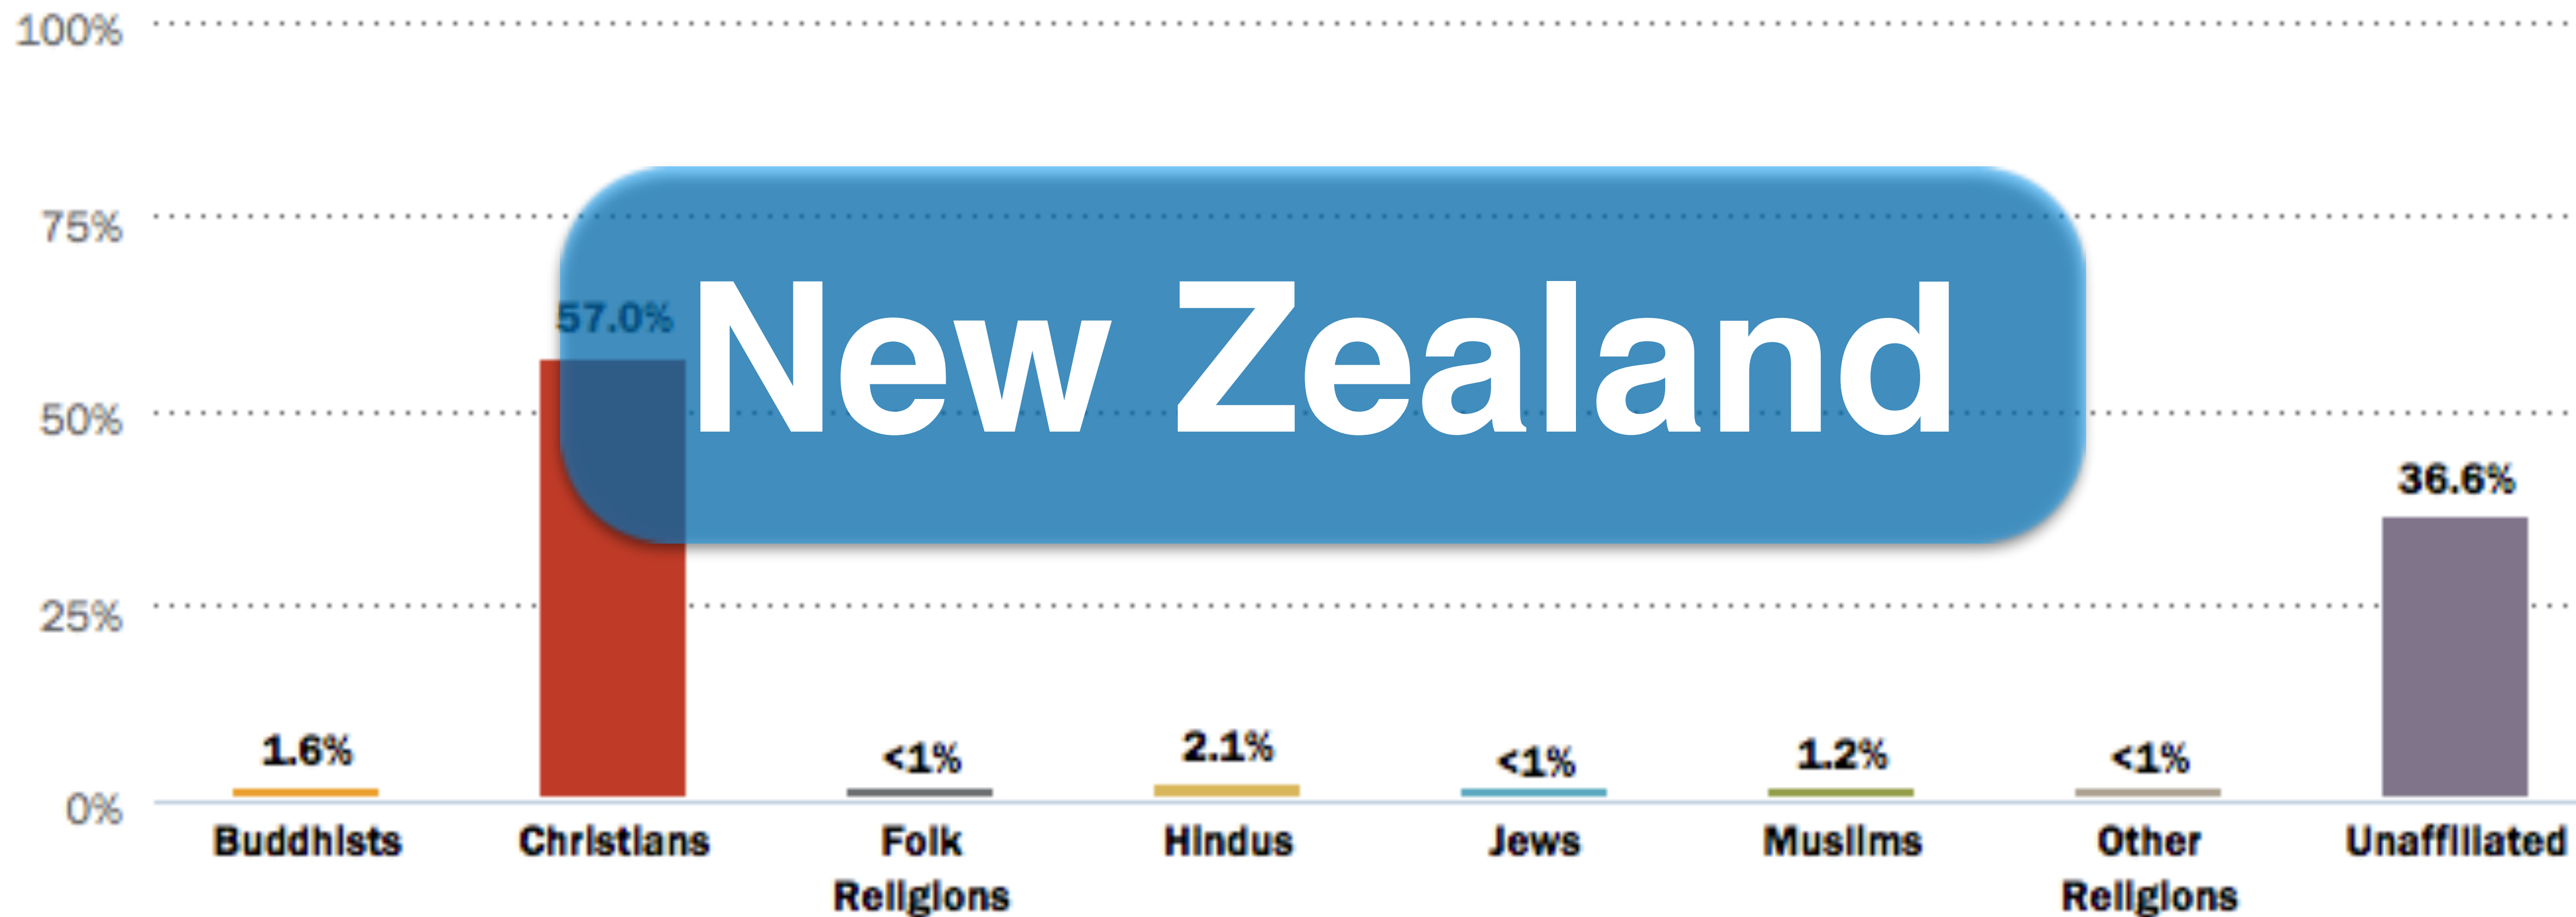 100%
75%
57.0%
New Zealand
50%
36.6%
25%
1.6%
<1%
2.1%
<1%
1.2%
<1%
0%
Buddhists
Christians
Folk
Religions
Hindus
Jews
Muslims
Other
Religions
Unaffiliated